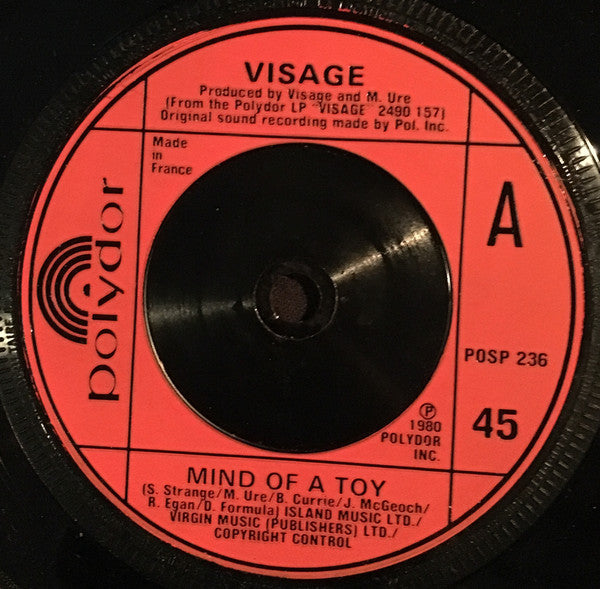 VISAGE
Produced by Visage and M. Ure
(From the Polydor LP "VISAGE" 2490 157)
Original sound recording made by Pol. Inc.
Made
in
France
polydor
A
POSP 236
45
Ⓟ
1980
POLYDOR
INC.
MIND OF A TOY
(S. Strange/M. Ure/B. Currie/J. McGeoch/
R. Egan/D. Formula) ISLAND MUSIC LTD./
VIRGIN MUSIC (PUBLISHERS) LTD./
COPYRIGHT CONTROL